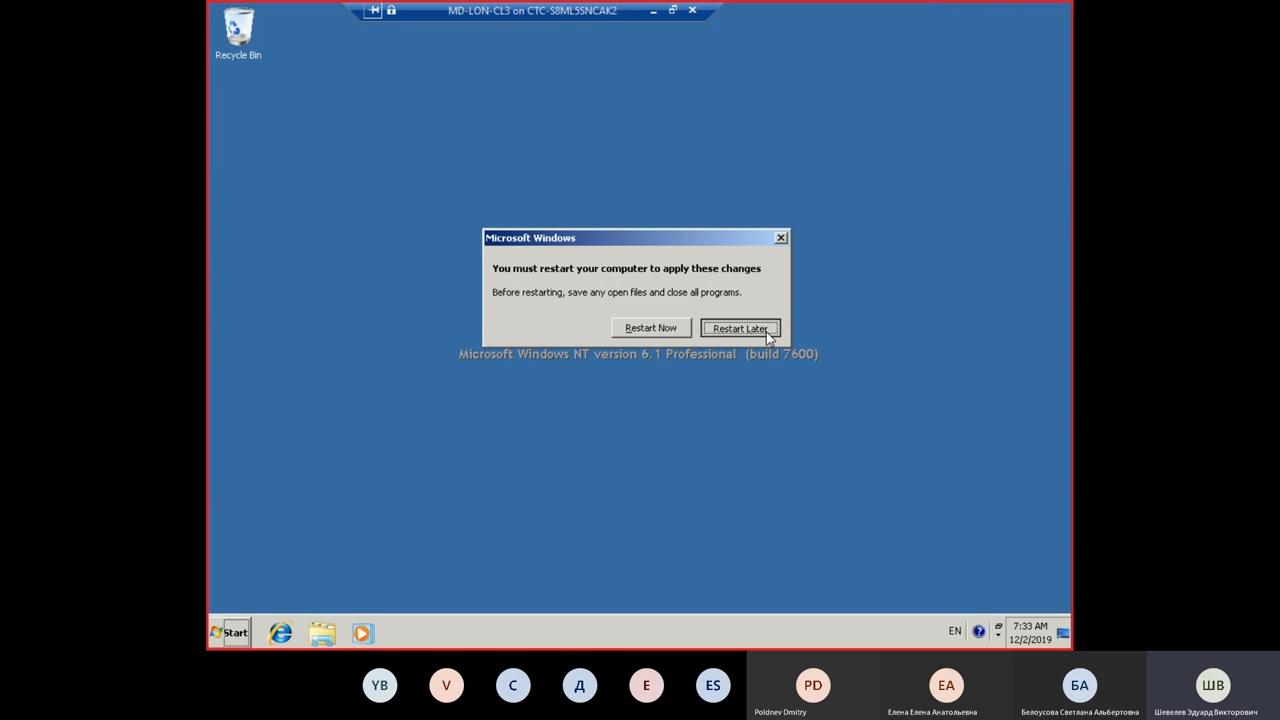 MD-LON-CL3 on CTC-S8ML5SNCAK2
Recycle Bin
Microsoft Windows
You must restart your computer to apply these changes
Before restarting, save any open files and close all programs.
Restart Now
Restart Later
Microsoft Windows NT version 6.1 Professional (build 7600)
Start
EN
7:33 AM
12/2/2019
YB
V
С
Д
E
ES
PD
EA
БА
ШВ
Poldnev Dmitry
Елена Елена Анатольевна
Белоусова Светлана Альбертовна
Шевелев Эдуард Викторович